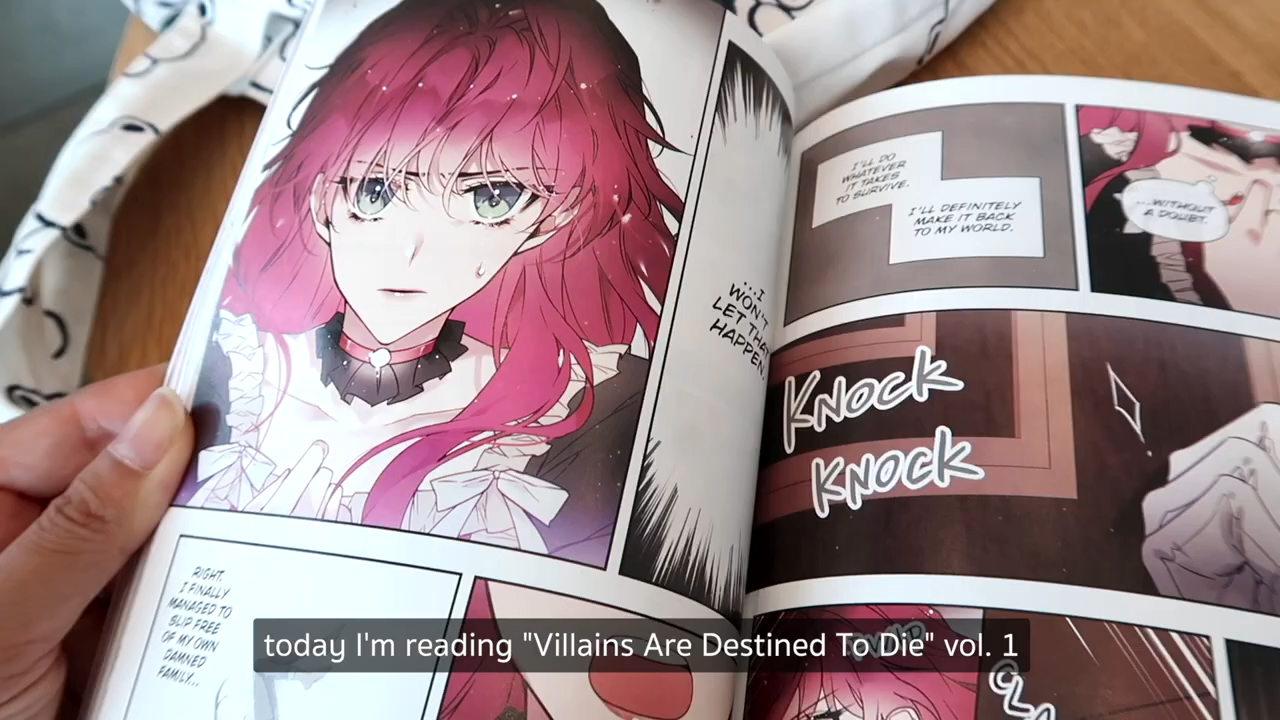 ...I
WON'T
LET THAT
HAPPEN.
RIGHT.
I FINALLY
MANAGED TO
SLIP FREE
OF MY OWN
DAMNED
FAMILY...
I'LL DO
WHATEVER
IT TAKES
TO SURVIVE.
I'LL DEFINITELY
MAKE IT BACK
TO MY WORLD.
...WITHOUT
A DOUBT.
KNOCK
KNOCK
today I'm reading "Villains Are Destined To Die" vol. 1